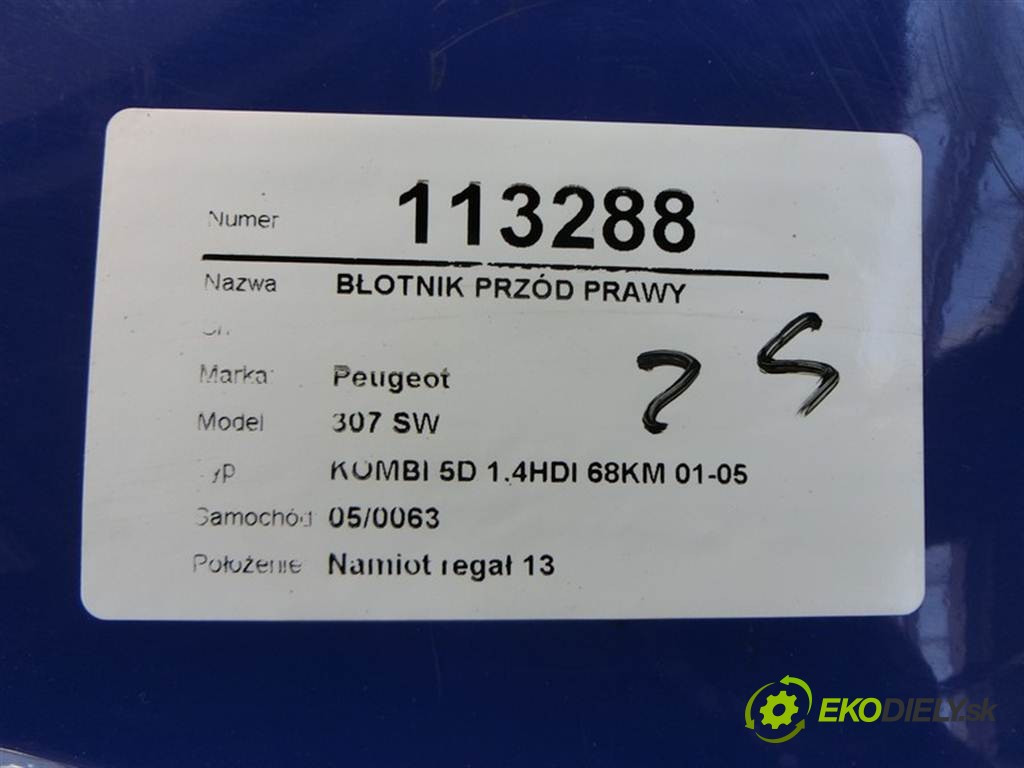 Numer 113288
Nazwa BŁOTNIK PRZÓD PRAWY
Marka: Peugeot
Model 307 SW
Typ KOMBI 5D 1.4HDI 68KM 01-05
Samochód 05/0063
Położenie Namiot regał 13
EKODIELY.sk